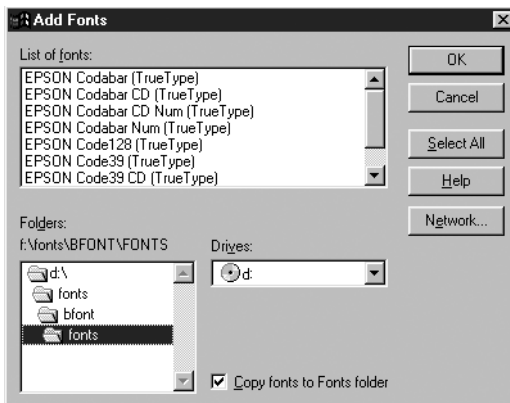 Add Fonts
List of fonts:
EPSON Codabar (TrueType)
EPSON Codabar CD (TrueType)
EPSON Codabar CD Num (TrueType)
EPSON Codabar Num (TrueType)
EPSON Code128 (TrueType)
EPSON Code39 (TrueType)
EPSON Code39 CD (TrueType)
OK
Cancel
Select All
Help
Network...
Folders:
f:\fonts\BFONT\FONTS
d:\
fonts
bfont
fonts
Drives:
d:
Copy fonts to Fonts folder